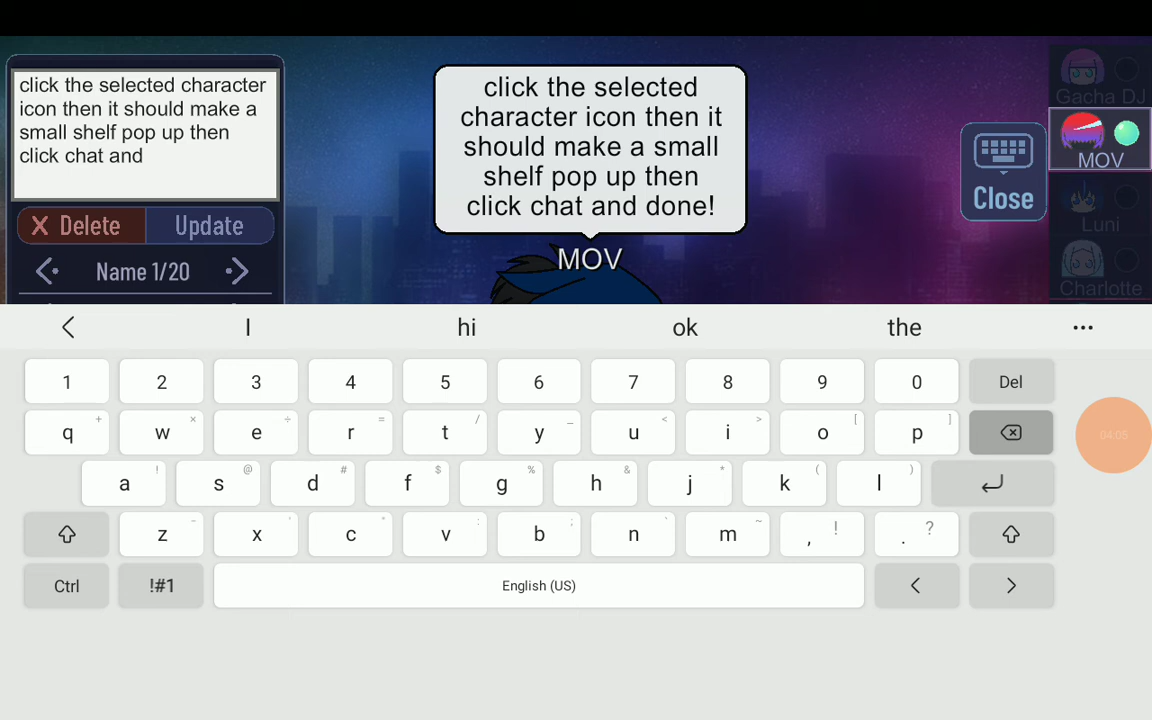 click the selected character
icon then it should make a
small shelf pop up then
click chat and
X Delete
Update
Name 1/20
click the selected
character icon then it
should make a small
shelf pop up then
click chat and done!
MOV
Close
Gacha DJ
MOV
Luni
Charlotte
I hi ok the ...
1 2 3 4 5 6 7 8 9 0 Del
q + w × e ÷ r = t / y _ u < i > o [ p ]
a ! s @ d # f $ g % h & j * k ( l )
z - x ' c " v : b ; n ` m ~ , ! . ?
Ctrl !#1 English (US) < >
04:05